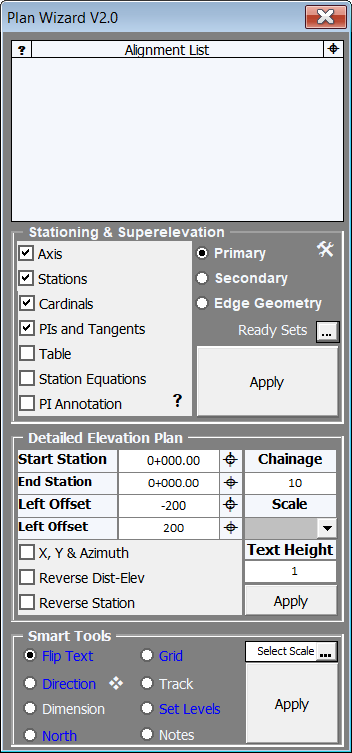 Plan Wizard V2.0
? Alignment List
Stationing & Superelevation
Axis
Primary
Stations
Secondary
Cardinals
Edge Geometry
PIs and Tangents
Ready Sets ...
Table
Station Equations
Apply
PI Annotation ?
Detailed Elevation Plan
Start Station 0+000.00 Chainage
End Station 0+000.00 10
Left Offset -200 Scale
Left Offset 200
X, Y & Azimuth Text Height
Reverse Dist-Elev 1
Reverse Station Apply
Smart Tools
Flip Text Grid Select Scale ...
Direction Track
Dimension Set Levels Apply
North Notes